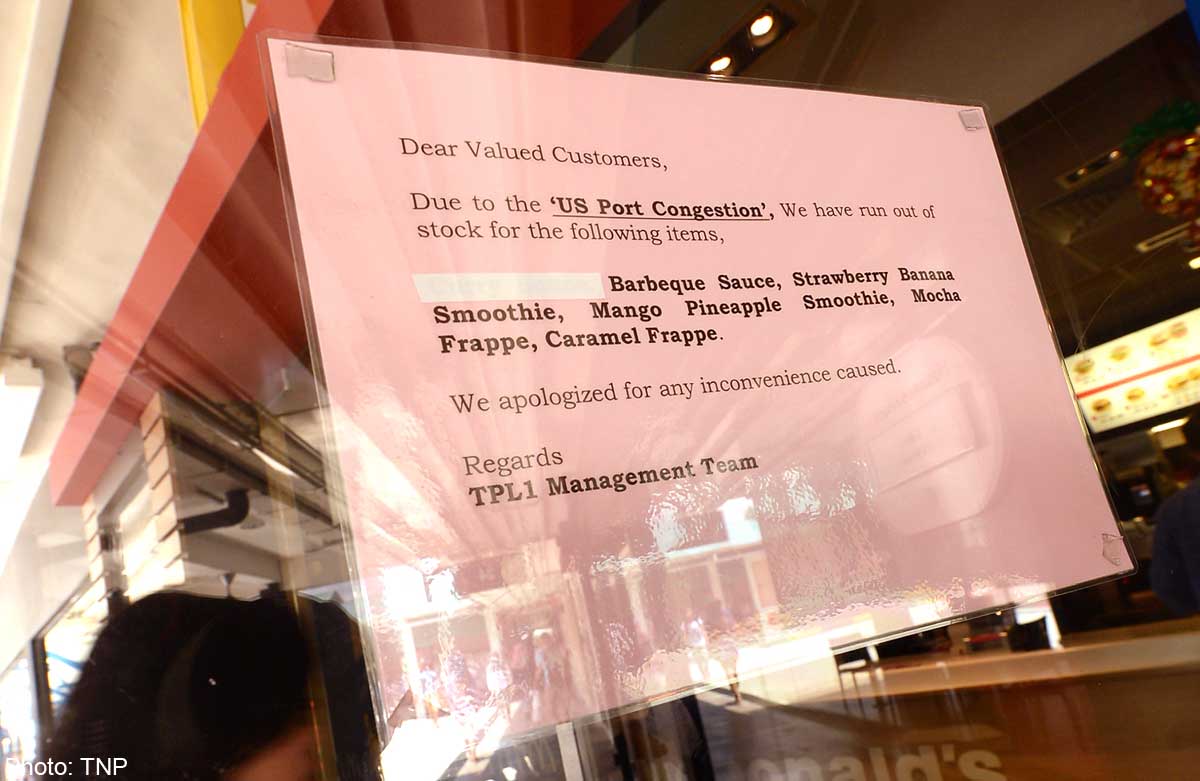 Dear Valued Customers,
Due to the ‘US Port Congestion’, We have run out of
stock for the following items,
Barbeque Sauce, Strawberry Banana
Smoothie, Mango Pineapple Smoothie, Mocha
Frappe, Caramel Frappe.
We apologized for any inconvenience caused.
Regards
TPL1 Management Team
nald's
Photo: TNP